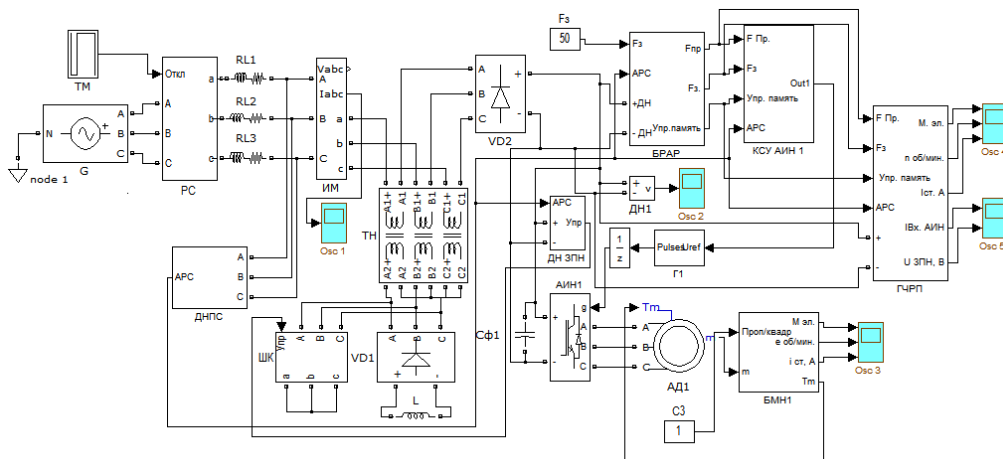 TM
N
A
B
C
+
G
node 1
Откл
A
B
C
a
b
c
РС
RL1
RL2
RL3
Vabc
Iabc
A
B
C
a
b
c
ИМ
Osc 1
A1+
A1
B1+
B1
C1+
C1
A2+
A2
B2+
B2
C2+
C2
ТН
A
B
C
+
-
VD2
Fз
50
Fз
АРС
+ДН
- ДН
Fпр
Fз.
Упр.память
БРАР
F Пр.
Fз
Упр. память
АРС
Out1
КСУ АИН 1
F Пр.
Fз
Упр. память
АРС
+
-
М. эл.
n об/мин.
Iст. А
IВх. АИН
U ЗПН, В
ГЧРП
Osc 4
Osc 5
+
-
v
ДН1
Osc 2
АРС
+
-
Упр
ДН ЗПН
1
z
Pulses
Uref
Г1
АРС
A
B
C
ДНПС
ШК
Упр
A
B
C
a
b
c
VD1
A
B
C
+
-
L
Cф1
АИН1
g
+
-
A
B
C
Tm
A
B
C
m
АД1
С3
1
Проп/квадр
m
М эл.
е об/мин.
i ст, А
Tm
БМН1
Osc 3